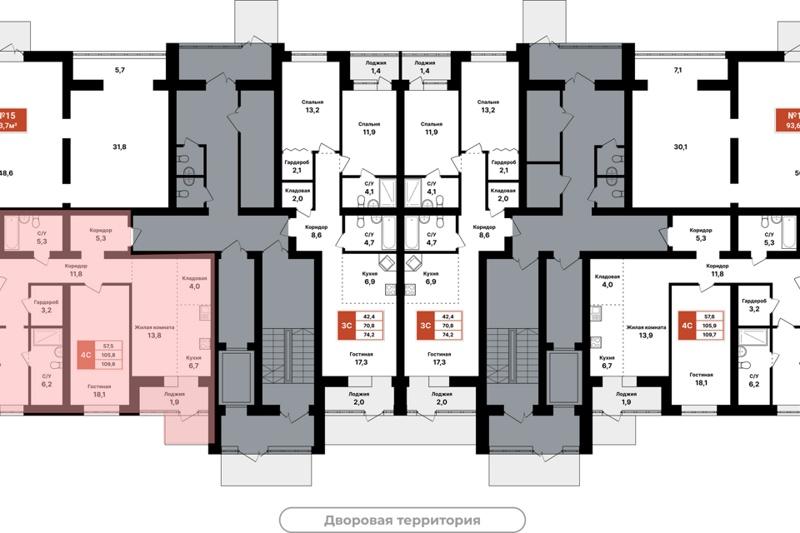 №15
3,7м²
5,7
31,8
48,6
Спальня
13,2
Лоджия
1,4
Лоджия
1,4
Спальня
13,2
Спальня
11,9
Спальня
11,9
Гардероб
2,1
Гардероб
2,1
Кладовая
2,0
Кладовая
2,0
С/У
4,1
С/У
4,1
Коридор
8,6
С/У
4,7
С/У
4,7
Коридор
8,6
7,1
30,1
93,6
С/У
5,3
Коридор
5,3
Коридор
11,8
Кладовая
4,0
Гардероб
3,2
Жилая комната
13,8
4С
57,5
105,8
109,8
С/У
6,2
Гостиная
18,1
Кухня
6,7
Лоджия
1,9
Кухня
6,9
Кухня
6,9
3С
42,4
70,8
74,2
3С
42,4
70,8
74,2
Гостиная
17,3
Гостиная
17,3
Лоджия
2,0
Лоджия
2,0
Коридор
5,3
С/У
5,3
Коридор
11,8
Кладовая
4,0
Гардероб
3,2
Жилая комната
13,9
4С
57,8
105,9
109,7
Кухня
6,7
Гостиная
18,1
С/У
6,2
Лоджия
1,9
Дворовая территория